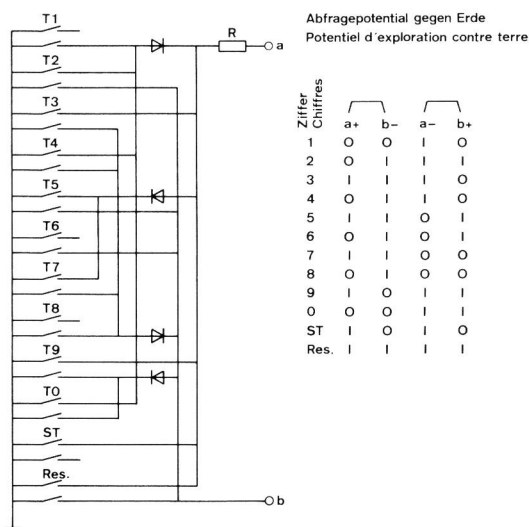 T1
T2
T3
T4
T5
T6
T7
T8
T9
T0
ST
Res.
R
a
b
Abfragepotential gegen Erde
Potentiel d'exploration contre terre
Ziffer
Chiffres
a+ b− a− b+
1 O O I O
2 O I I I
3 I I I O
4 O I I O
5 I I O I
6 O I O I
7 I I O O
8 O I O O
9 I O I I
0 O O I I
ST I O I O
Res. I I I I